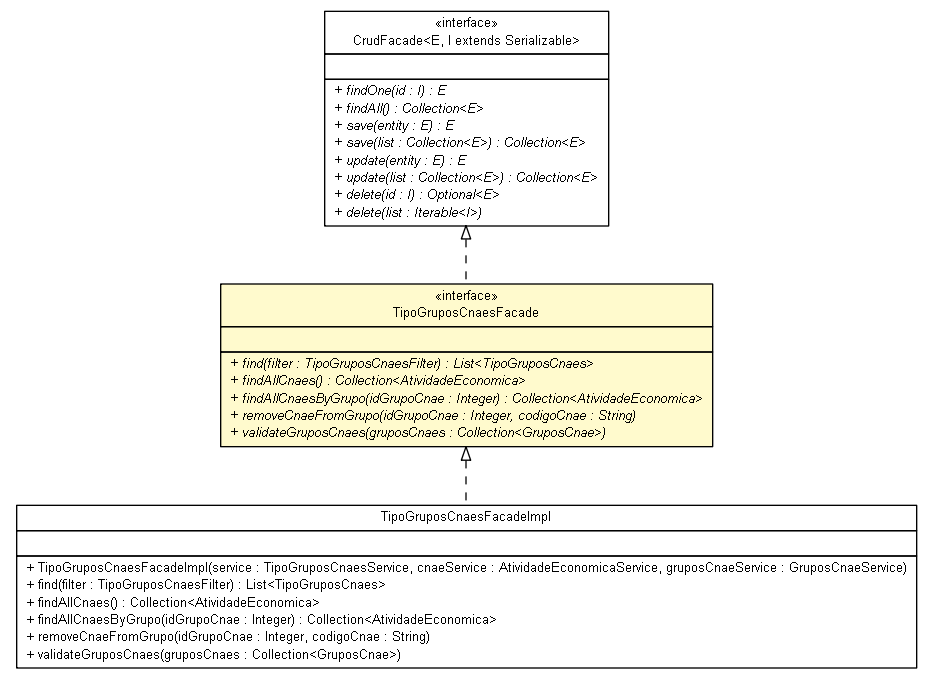 «interface»
CrudFacade<E, I extends Serializable>
+ findOne(id : I) : E
+ findAll() : Collection<E>
+ save(entity : E) : E
+ save(list : Collection<E>) : Collection<E>
+ update(entity : E) : E
+ update(list : Collection<E>) : Collection<E>
+ delete(id : I) : Optional<E>
+ delete(list : Iterable<I>)
«interface»
TipoGruposCnaesFacade
+ find(filter : TipoGruposCnaesFilter) : List<TipoGruposCnaes>
+ findAllCnaes() : Collection<AtividadeEconomica>
+ findAllCnaesByGrupo(idGrupoCnae : Integer) : Collection<AtividadeEconomica>
+ removeCnaeFromGrupo(idGrupoCnae : Integer, codigoCnae : String)
+ validateGruposCnaes(gruposCnaes : Collection<GruposCnae>)
TipoGruposCnaesFacadeImpl
+ TipoGruposCnaesFacadeImpl(service : TipoGruposCnaesService, cnaeService : AtividadeEconomicaService, gruposCnaeService : GruposCnaeService)
+ find(filter : TipoGruposCnaesFilter) : List<TipoGruposCnaes>
+ findAllCnaes() : Collection<AtividadeEconomica>
+ findAllCnaesByGrupo(idGrupoCnae : Integer) : Collection<AtividadeEconomica>
+ removeCnaeFromGrupo(idGrupoCnae : Integer, codigoCnae : String)
+ validateGruposCnaes(gruposCnaes : Collection<GruposCnae>)